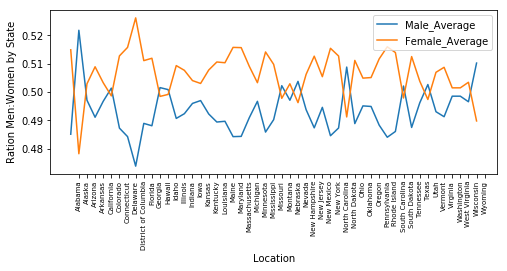 Ration Men:Women by State
0.52
0.51
0.50
0.49
0.48
Male_Average
Female_Average
Alabama
Alaska
Arizona
Arkansas
California
Colorado
Connecticut
Delaware
District of Columbia
Florida
Georgia
Hawaii
Idaho
Illinois
Indiana
Iowa
Kansas
Kentucky
Louisiana
Maine
Maryland
Massachusetts
Michigan
Minnesota
Mississippi
Missouri
Montana
Nebraska
Nevada
New Hampshire
New Jersey
New Mexico
New York
North Carolina
North Dakota
Ohio
Oklahoma
Oregon
Pennsylvania
Rhode Island
South Carolina
South Dakota
Tennessee
Texas
Utah
Vermont
Virginia
Washington
West Virginia
Wisconsin
Wyoming
Location